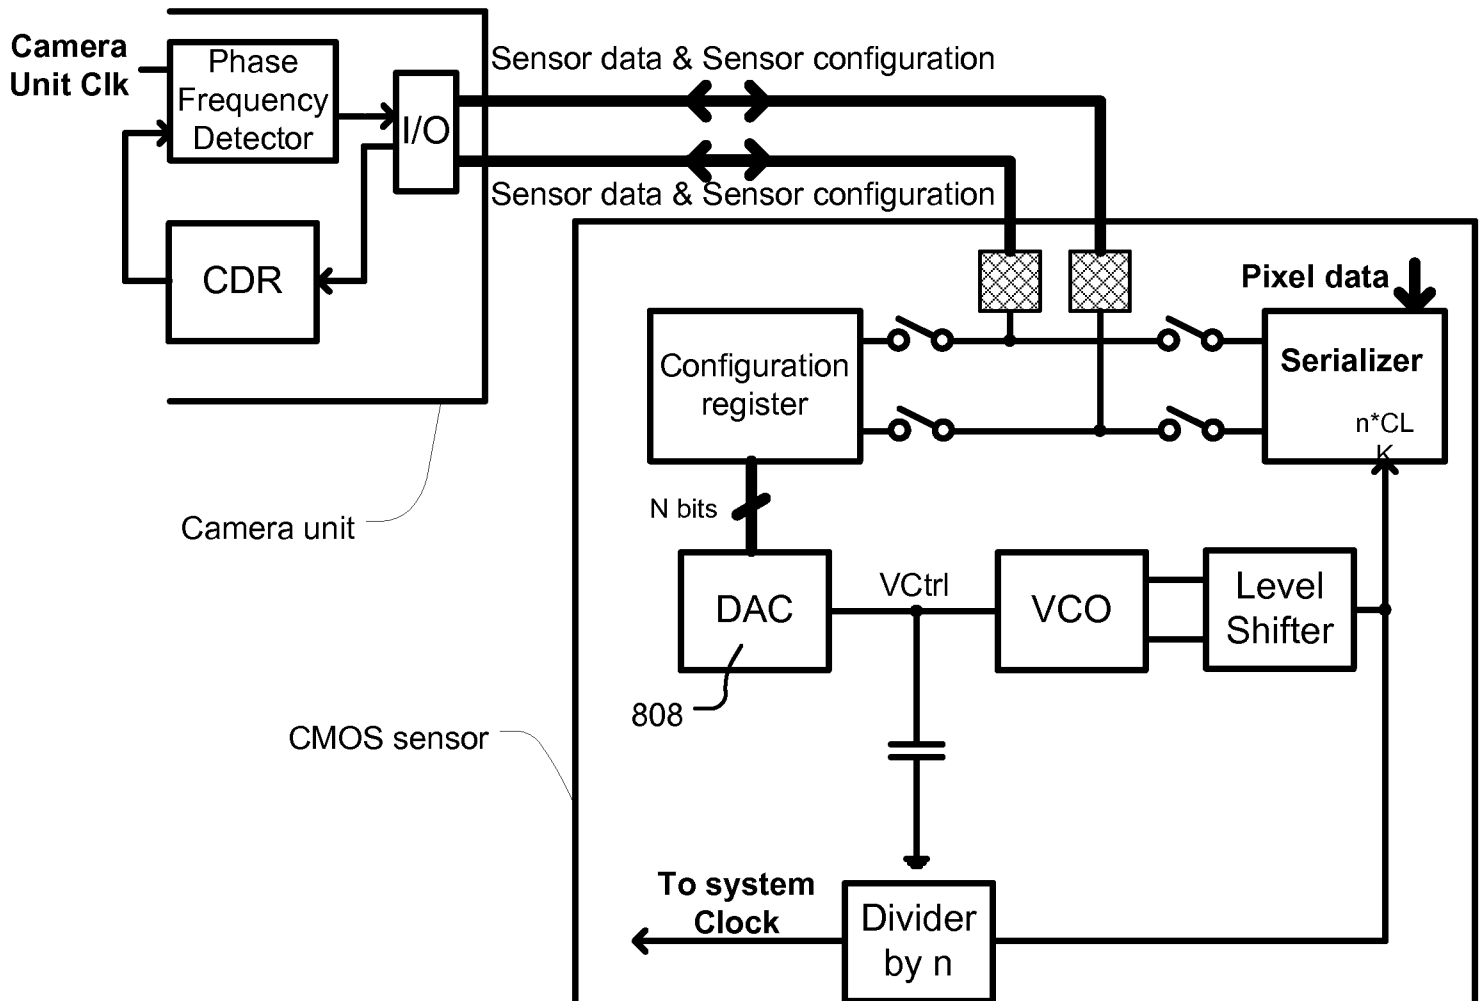 Camera
Unit Clk
Phase
Frequency
Detector
I/O
CDR
Sensor data & Sensor configuration
Sensor data & Sensor configuration
Camera unit
Pixel data
Configuration
register
Serializer
n*CL
K
N bits
DAC
VCtrl
VCO
Level
Shifter
808
CMOS sensor
To system
Clock
Divider
by n